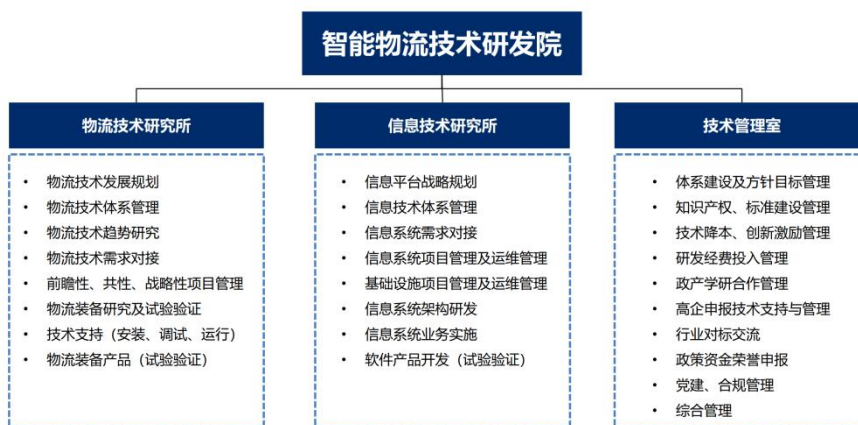 智能物流技术研发院
物流技术研究所
• 物流技术发展规划
• 物流技术体系管理
• 物流技术趋势研究
• 物流技术需求对接
• 前瞻性、共性、战略性项目管理
• 物流装备研究及试验验证
• 技术支持（安装、调试、运行）
• 物流装备产品（试验验证）
信息技术研究所
• 信息平台战略规划
• 信息技术体系管理
• 信息系统需求对接
• 信息系统项目管理及运维管理
• 基础设施项目管理及运维管理
• 信息系统架构研发
• 信息系统业务实施
• 软件产品开发（试验验证）
技术管理室
• 体系建设及方针目标管理
• 知识产权、标准建设管理
• 技术降本、创新激励管理
• 研发经费投入管理
• 政产学研合作管理
• 高企申报技术支持与管理
• 行业对标交流
• 政策资金荣誉申报
• 党建、合规管理
• 综合管理